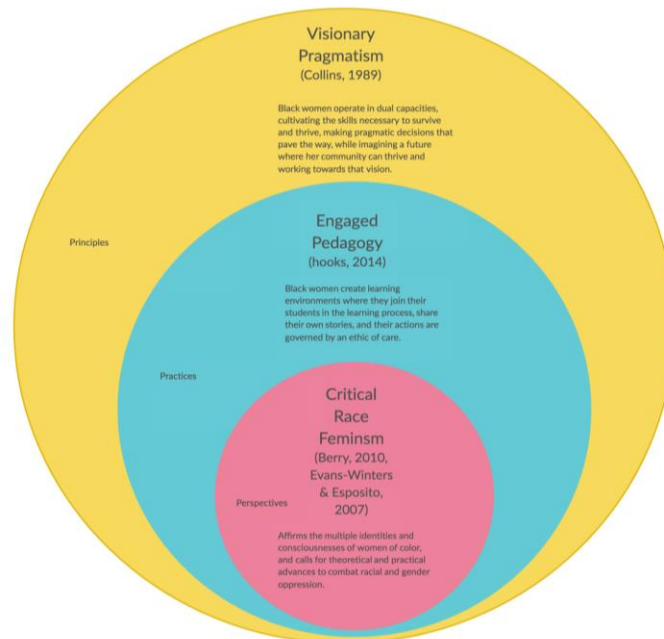 Visionary
Pragmatism
(Collins, 1989)
Black women operate in dual capacities,
cultivating the skills necessary to survive
and thrive, making pragmatic decisions that
pave the way, while imagining a future
where her community can thrive and
working towards that vision.
Principles
Engaged
Pedagogy
(hooks, 2014)
Black women create learning
environments where they join their
students in the learning process, share
their own stories, and their actions are
governed by an ethic of care.
Practices
Critical
Race
Feminsm
(Berry, 2010,
Evans-Winters
& Esposito,
2007)
Perspectives
Affirms the multiple identities and
consciousnesses of women of color,
and calls for theoretical and practical
advances to combat racial and gender
oppression.